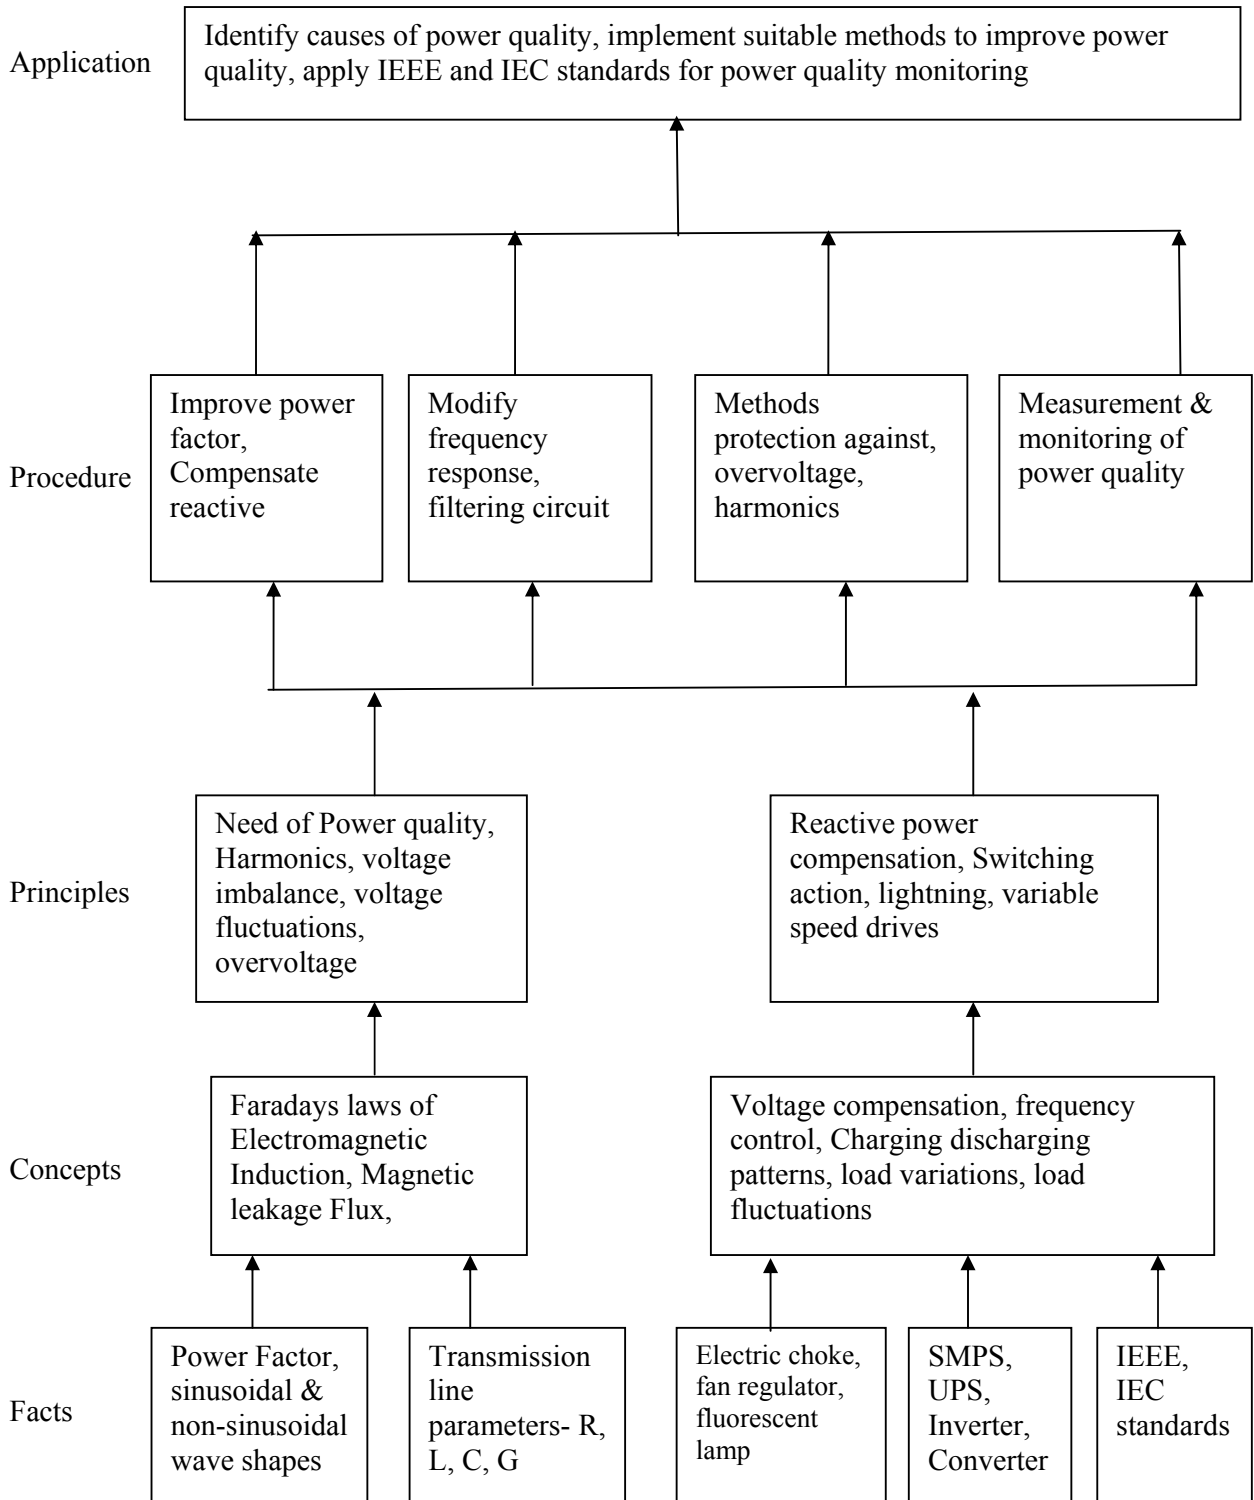 Application
Identify causes of power quality, implement suitable methods to improve power
quality, apply IEEE and IEC standards for power quality monitoring
Procedure
Improve power
factor,
Compensate
reactive
Modify
frequency
response,
filtering circuit
Methods
protection against,
overvoltage,
harmonics
Measurement &
monitoring of
power quality
Principles
Need of Power quality,
Harmonics, voltage
imbalance, voltage
fluctuations,
overvoltage
Reactive power
compensation, Switching
action, lightning, variable
speed drives
Concepts
Faradays laws of
Electromagnetic
Induction, Magnetic
leakage Flux,
Voltage compensation, frequency
control, Charging discharging
patterns, load variations, load
fluctuations
Facts
Power Factor,
sinusoidal &
non-sinusoidal
wave shapes
Transmission
line
parameters- R,
L, C, G
Electric choke,
fan regulator,
fluorescent
lamp
SMPS,
UPS,
Inverter,
Converter
IEEE,
IEC
standards